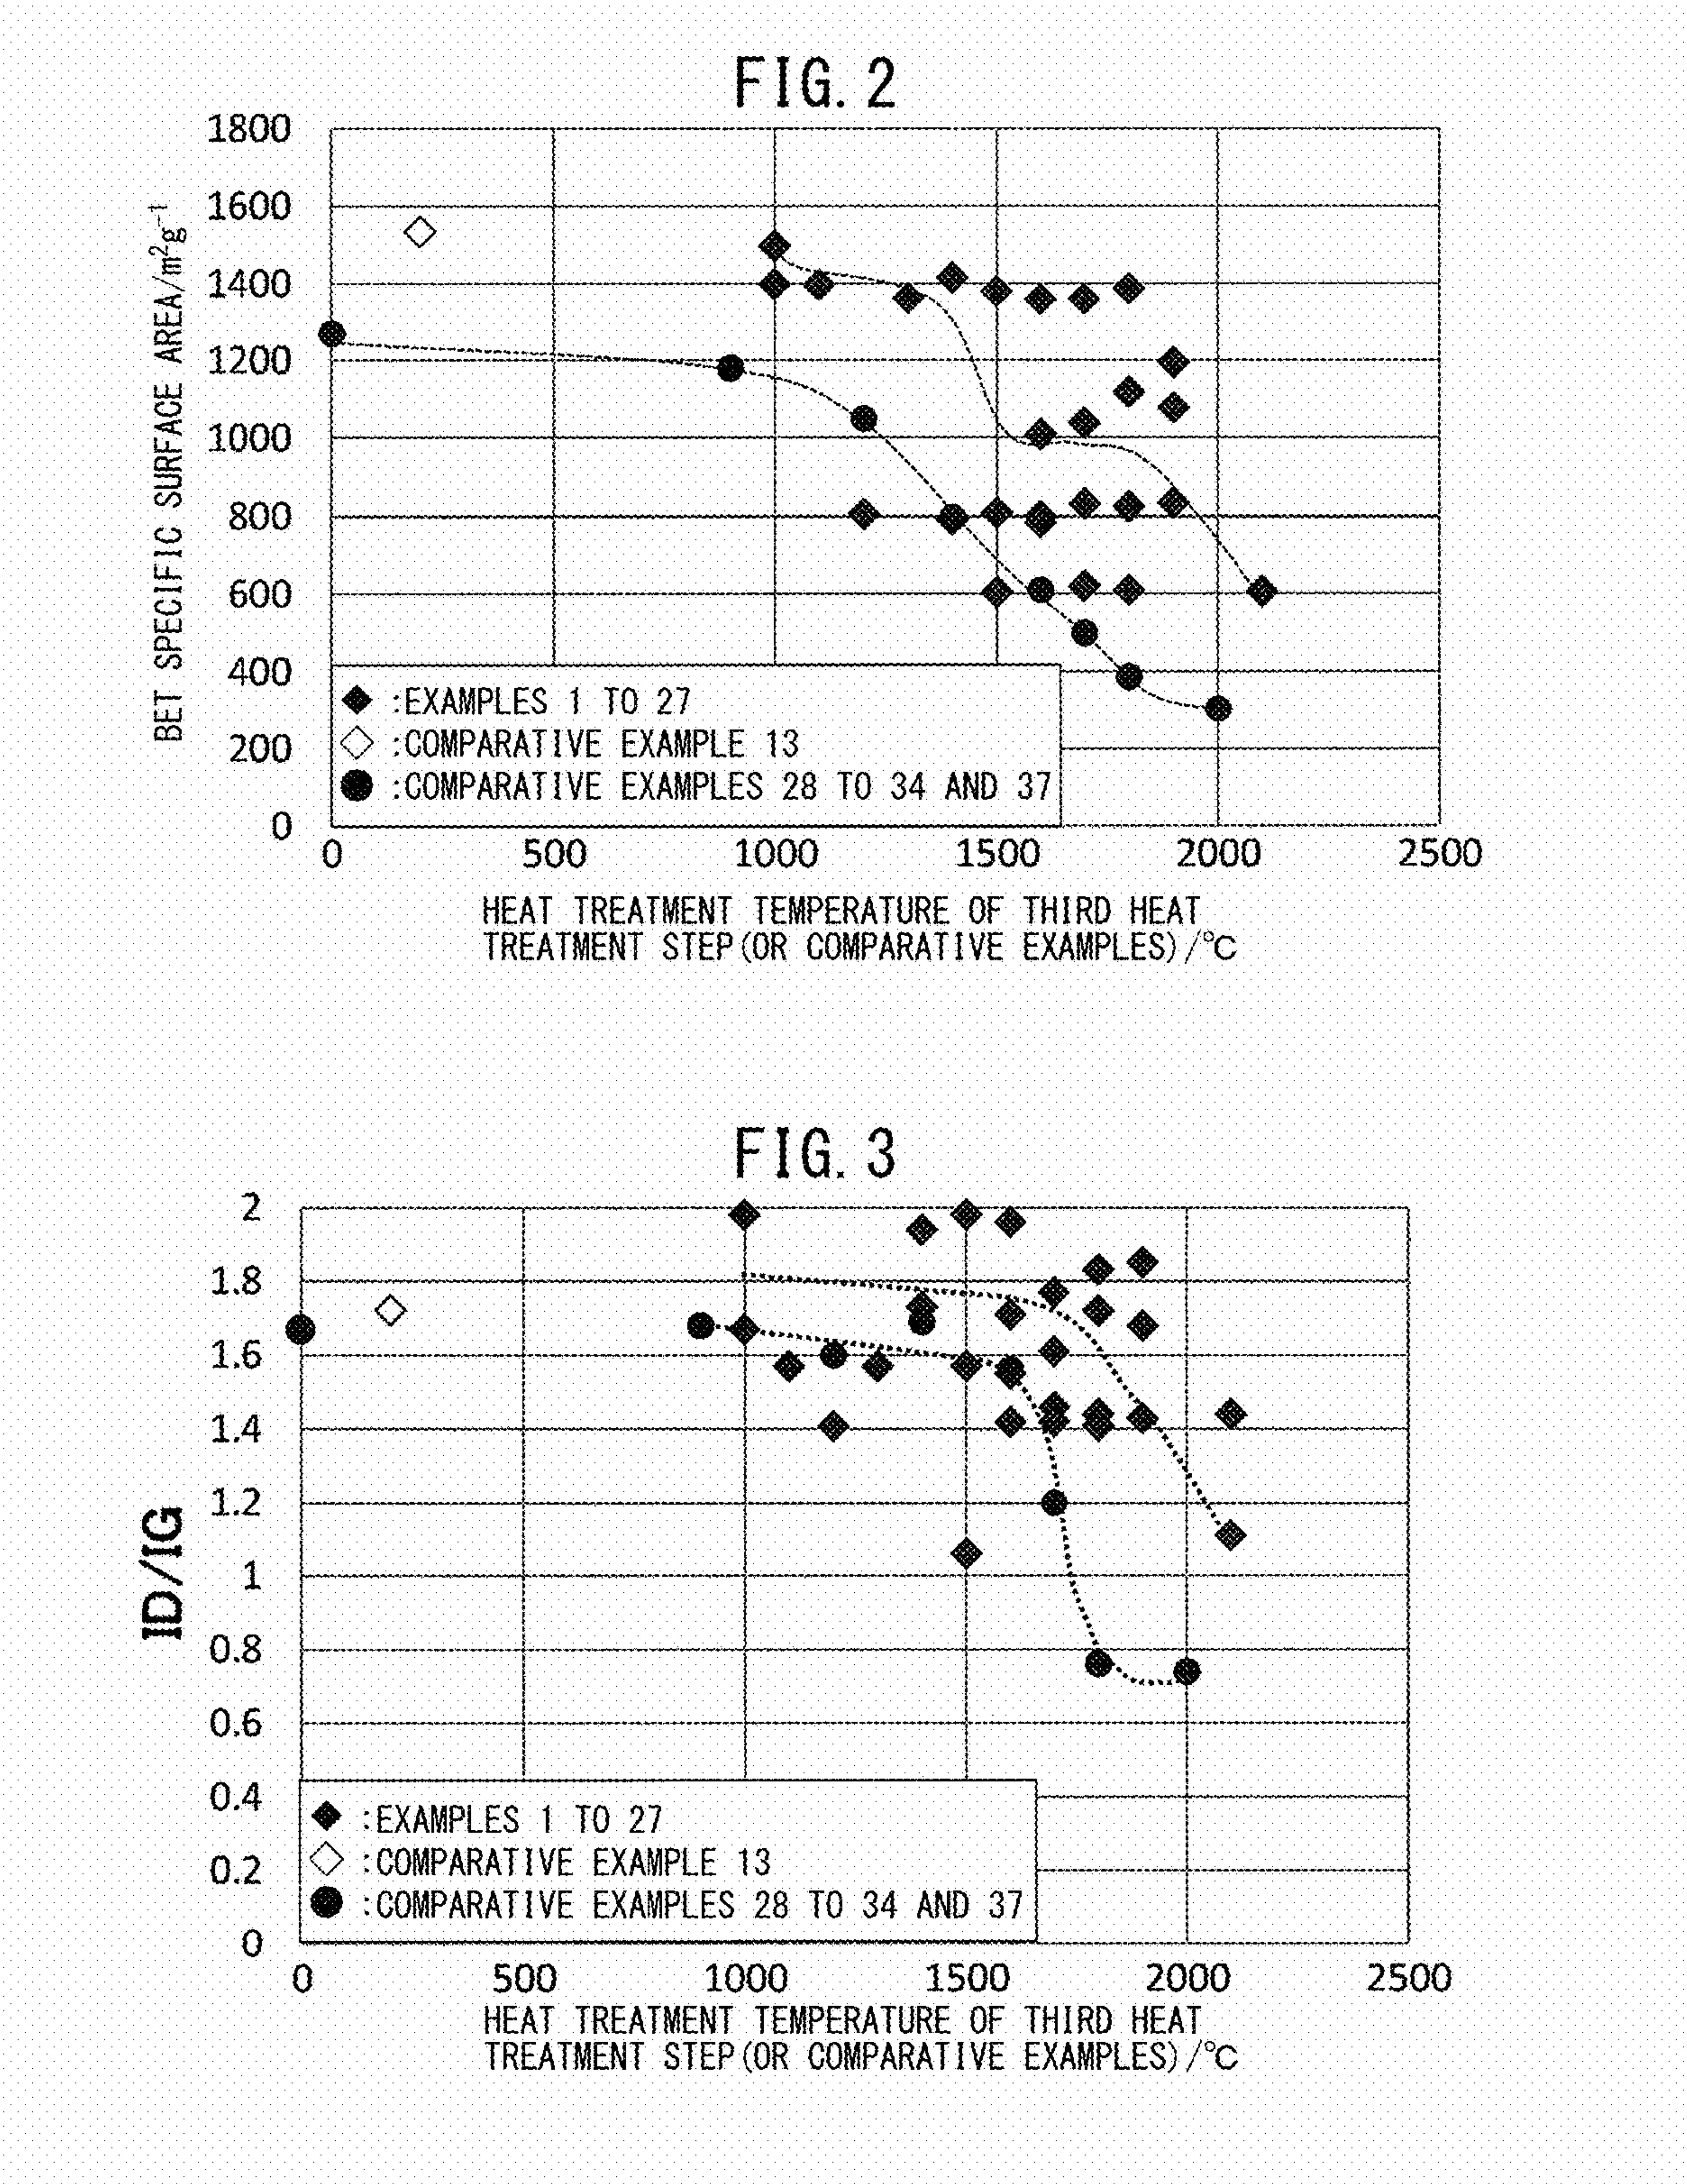 FIG. 2
1800
1600
1400
1200
1000
800
600
400
200
0
BET SPECIFIC SURFACE AREA/m²g⁻¹
◆ :EXAMPLES 1 TO 27
◇ :COMPARATIVE EXAMPLE 13
● :COMPARATIVE EXAMPLES 28 TO 34 AND 37
0 500 1000 1500 2000 2500
HEAT TREATMENT TEMPERATURE OF THIRD HEAT
TREATMENT STEP(OR COMPARATIVE EXAMPLES)/°C
FIG. 3
2
1.8
1.6
1.4
1.2
1
0.8
0.6
0.4
0.2
0
ID/IG
◆ :EXAMPLES 1 TO 27
◇ :COMPARATIVE EXAMPLE 13
● :COMPARATIVE EXAMPLES 28 TO 34 AND 37
0 500 1000 1500 2000 2500
HEAT TREATMENT TEMPERATURE OF THIRD HEAT
TREATMENT STEP(OR COMPARATIVE EXAMPLES)/°C